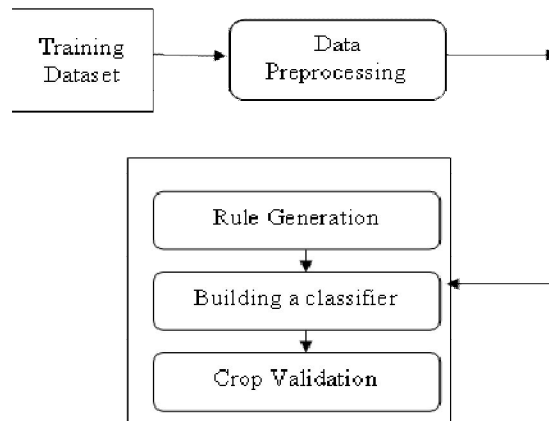 Training
Dataset
Data
Preprocessing
Rule Generation
Building a classifier
Crop Validation